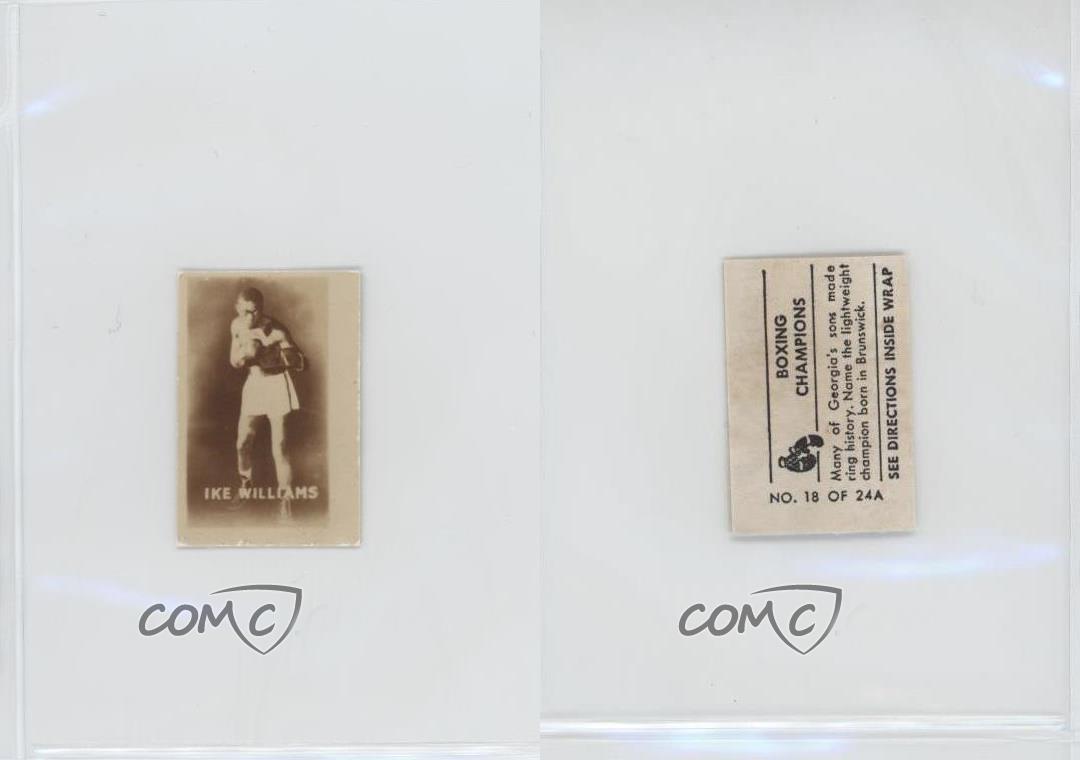 IKE WILLIAMS
COMC
BOXING
CHAMPIONS
Many of Georgia's sons made
ring history. Name the lightweight
champion born in Brunswick.
SEE DIRECTIONS INSIDE WRAP
NO. 18 OF 24A
COMC